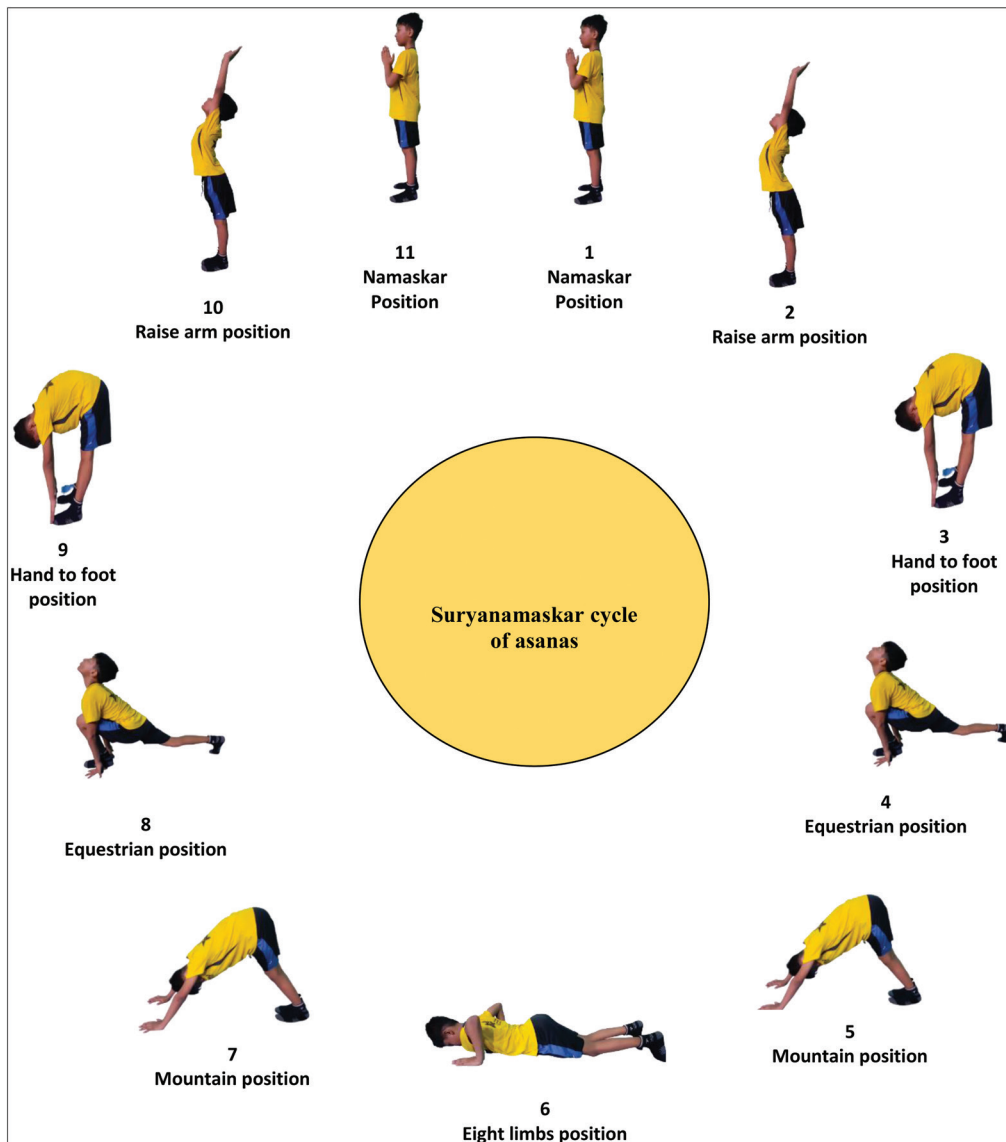 11
Namaskar
Position
1
Namaskar
Position
10
Raise arm position
2
Raise arm position
9
Hand to foot
position
3
Hand to foot
position
Suryanamaskar cycle
of asanas
8
Equestrian position
4
Equestrian position
7
Mountain position
5
Mountain position
6
Eight limbs position